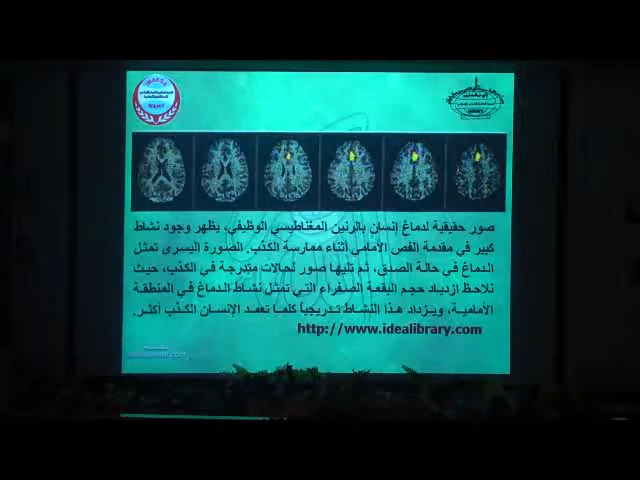 IMAKSA
WAMY
WAMY
صور حقيقية لدماغ إنسان بالرنين المغناطيسي الوظيفي، يظهر وجود نشاط
كبير في مقدمة الفص الأمامي أثناء ممارسة الكذب. الصورة اليسرى تمثل
الدماغ في حالة الصدق، ثم تليها صور لحالات متدرجة في الكذب، حيث
نلاحظ ازدياد حجم البقعة الصفراء التي تمثل نشاط الدماغ في المنطقة
الأمامية، ويزداد هذا النشاط تدريجياً كلما تعمد الإنسان الكذب أكثر.
http://www.idealibrary.com